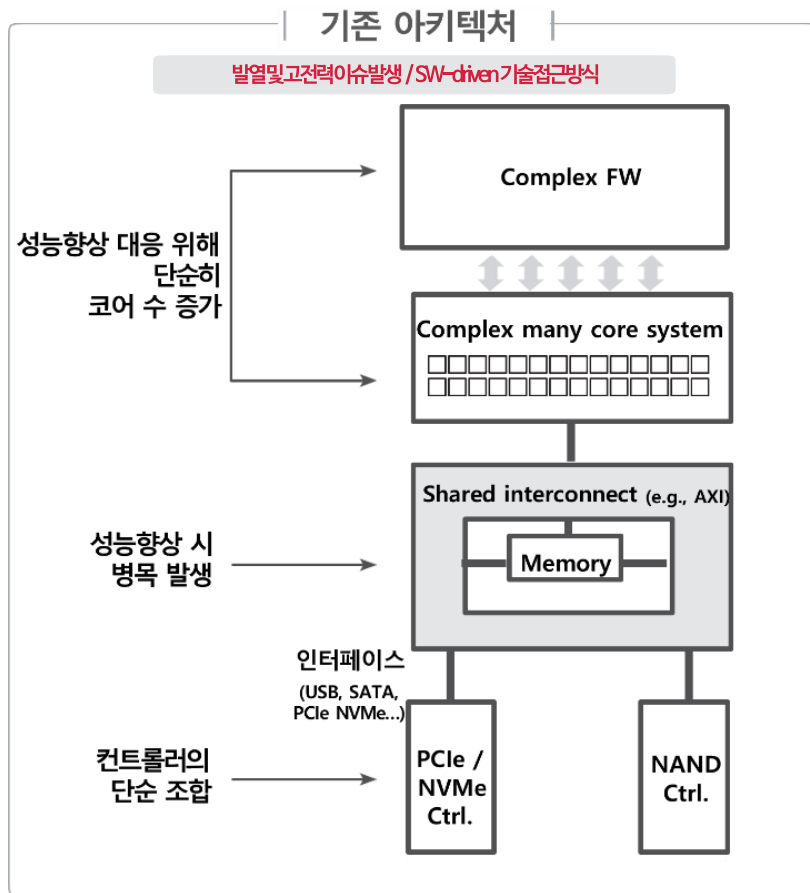 기존 아키텍처
발열및고전력이슈발생 / SW-driven 기술접근방식
Complex FW
성능향상 대응 위해
단순히
코어 수 증가
Complex many core system
Shared interconnect (e.g., AXI)
Memory
성능향상 시
병목 발생
인터페이스
(USB, SATA,
PCIe NVMe...)
컨트롤러의
단순 조합
PCIe /
NVMe
Ctrl.
NAND
Ctrl.